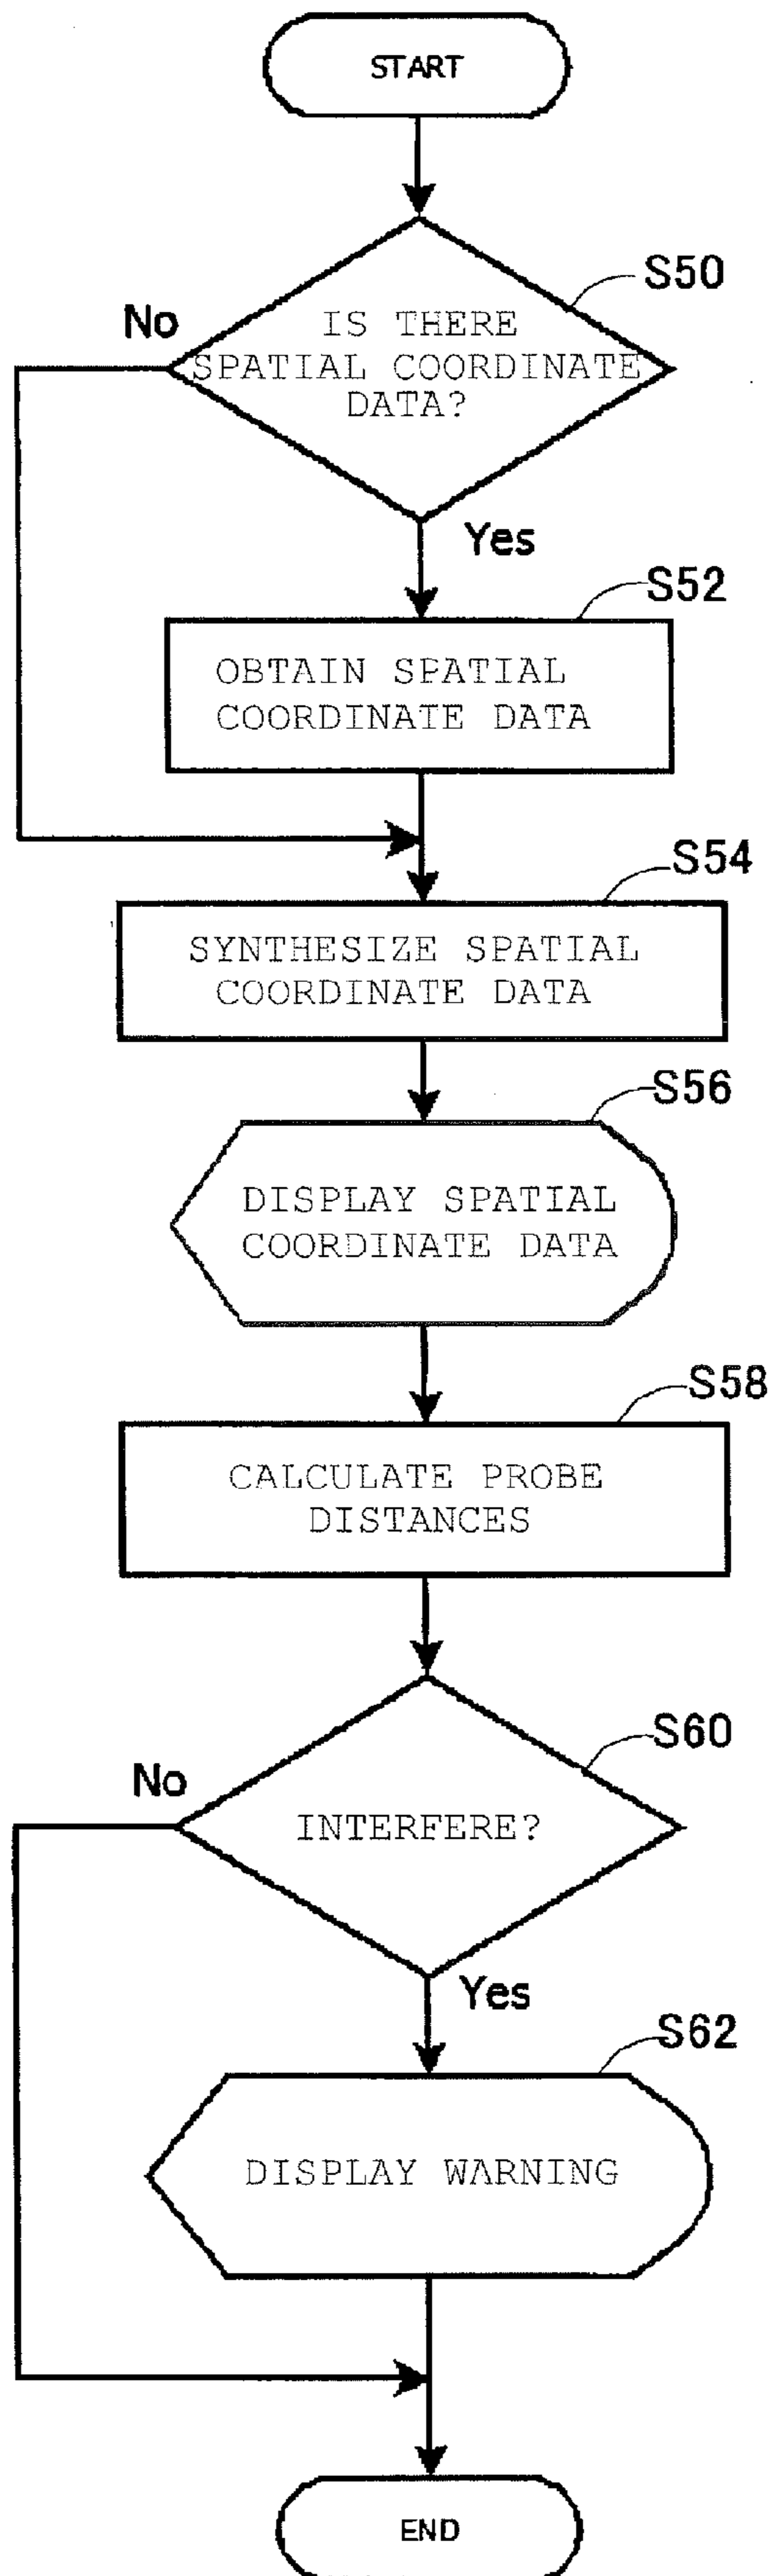 START
S50
No
IS THERE
SPATIAL COORDINATE
DATA?
Yes
S52
OBTAIN SPATIAL
COORDINATE DATA
S54
SYNTHESIZE SPATIAL
COORDINATE DATA
S56
DISPLAY SPATIAL
COORDINATE DATA
S58
CALCULATE PROBE
DISTANCES
S60
No
INTERFERE?
Yes
S62
DISPLAY WARNING
END